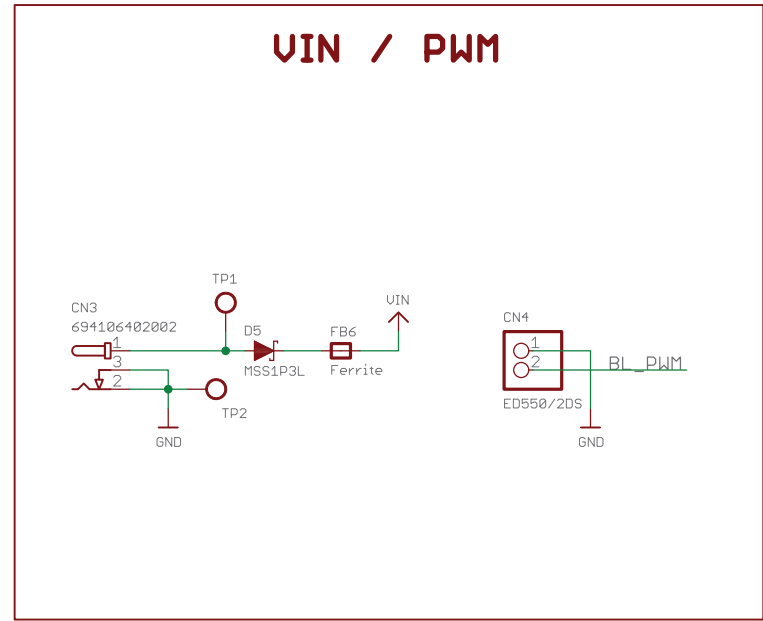 VIN / PWM
TP1
CN3
694106402002
1
3
2
D5
MSS1P3L
FB6
Ferrite
VIN
TP2
GND
CN4
1
2
BL_PWM
ED550/2DS
GND